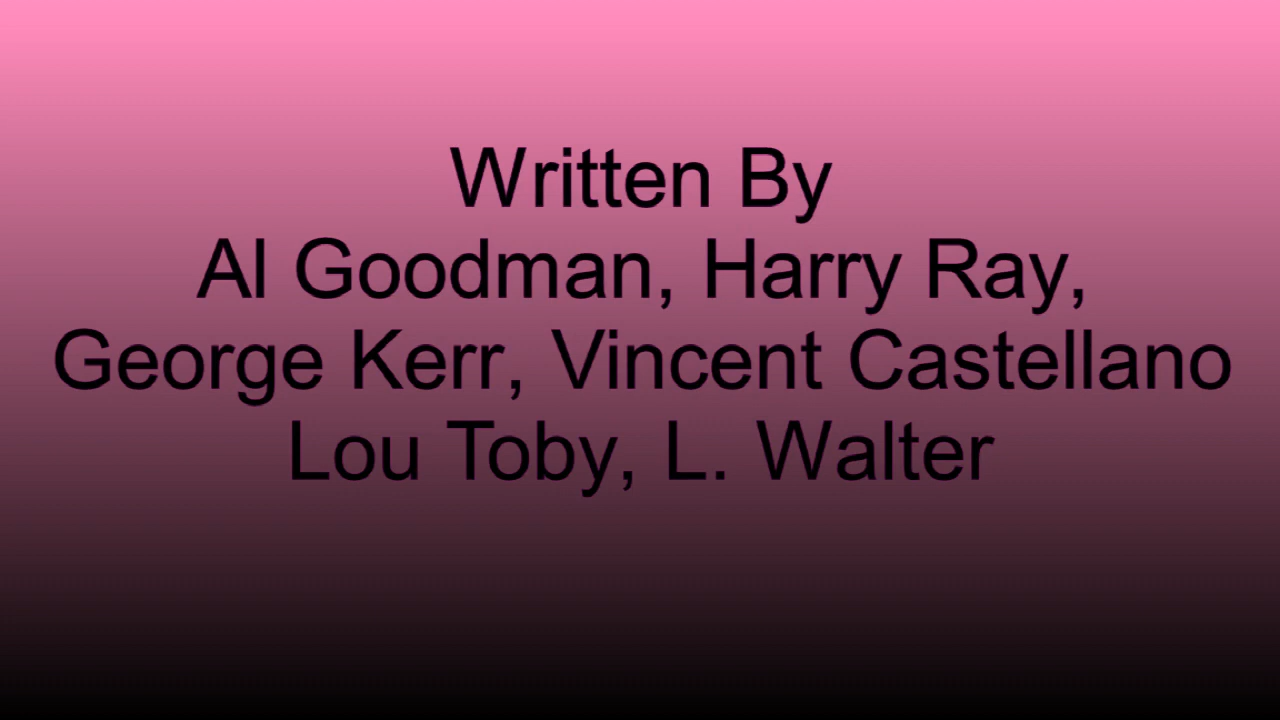 Written By
Al Goodman, Harry Ray,
George Kerr, Vincent Castellano
Lou Toby, L. Walter